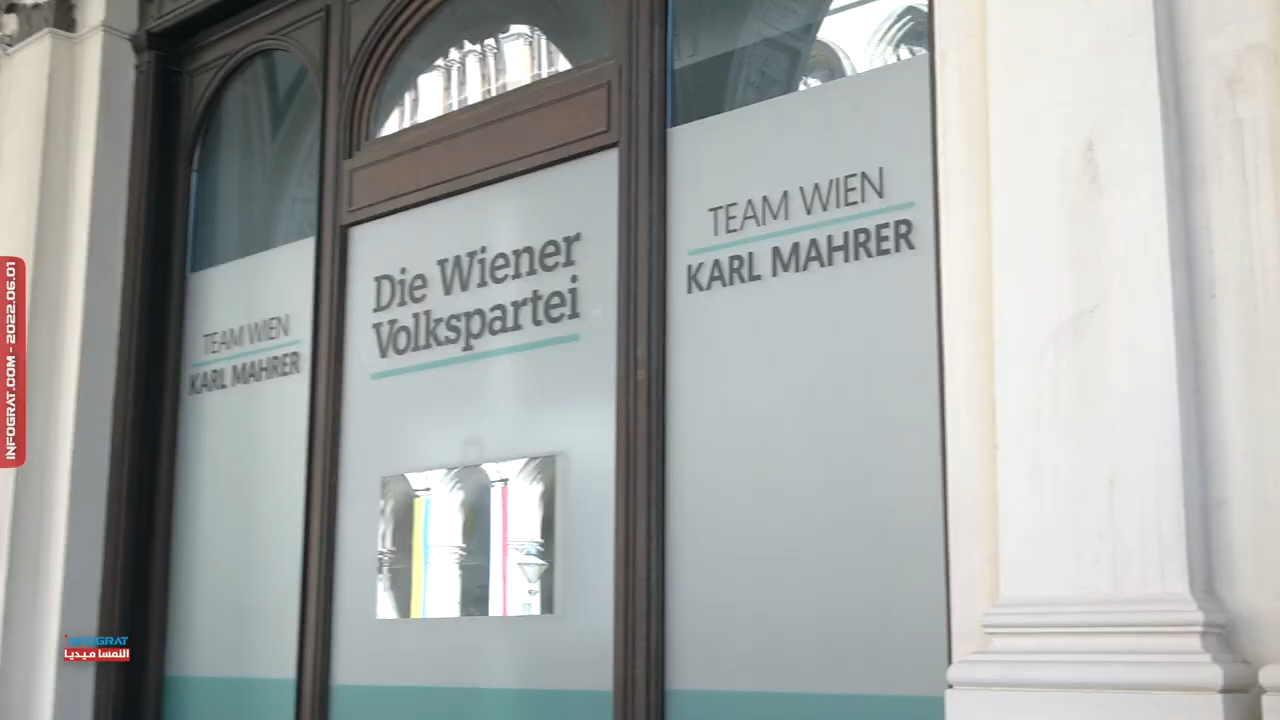 TEAM WIEN
KARL MAHRER
Die Wiener
Volkspartei
TEAM WIEN
KARL MAHRER
INFOGRAT.COM - 2022.06.01
INFOGRAT
النمسا ميديا